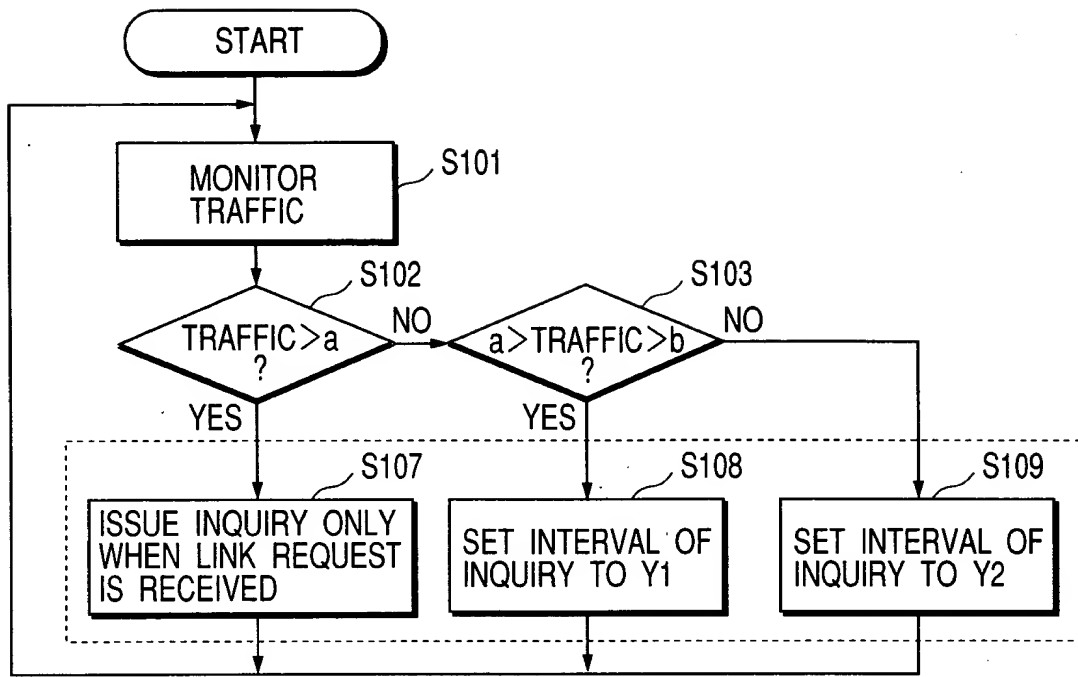 START
MONITOR
TRAFFIC
S101
S102
TRAFFIC>a
?
NO
YES
S103
a>TRAFFIC>b
?
NO
YES
S107
ISSUE INQUIRY ONLY
WHEN LINK REQUEST
IS RECEIVED
S108
SET INTERVAL OF
INQUIRY TO Y1
S109
SET INTERVAL OF
INQUIRY TO Y2